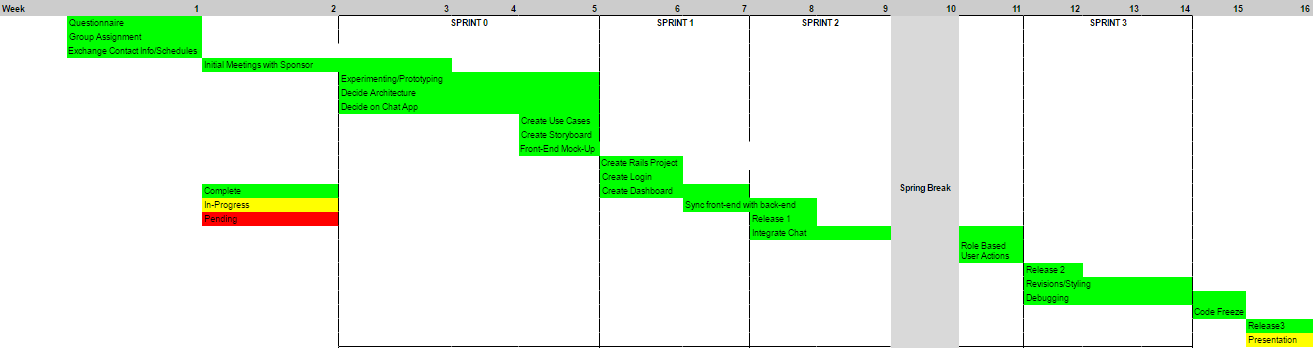 Week 1 2 3 4 5 6 7 8 9 10 11 12 13 14 15 16
SPRINT 0 SPRINT 1 SPRINT 2 SPRINT 3
Questionnaire
Group Assignment
Exchange Contact Info/Schedules
Initial Meetings with Sponsor
Experimenting/Prototyping
Decide Architecture
Decide on Chat App
Create Use Cases
Create Storyboard
Front-End Mock-Up
Create Rails Project
Create Login
Spring Break
Complete Create Dashboard
In-Progress Sync front-end with back-end
Pending Release 1
Integrate Chat
Role Based
User Actions
Release 2
Revisions/Styling
Debugging
Code Freeze
Release3
Presentation